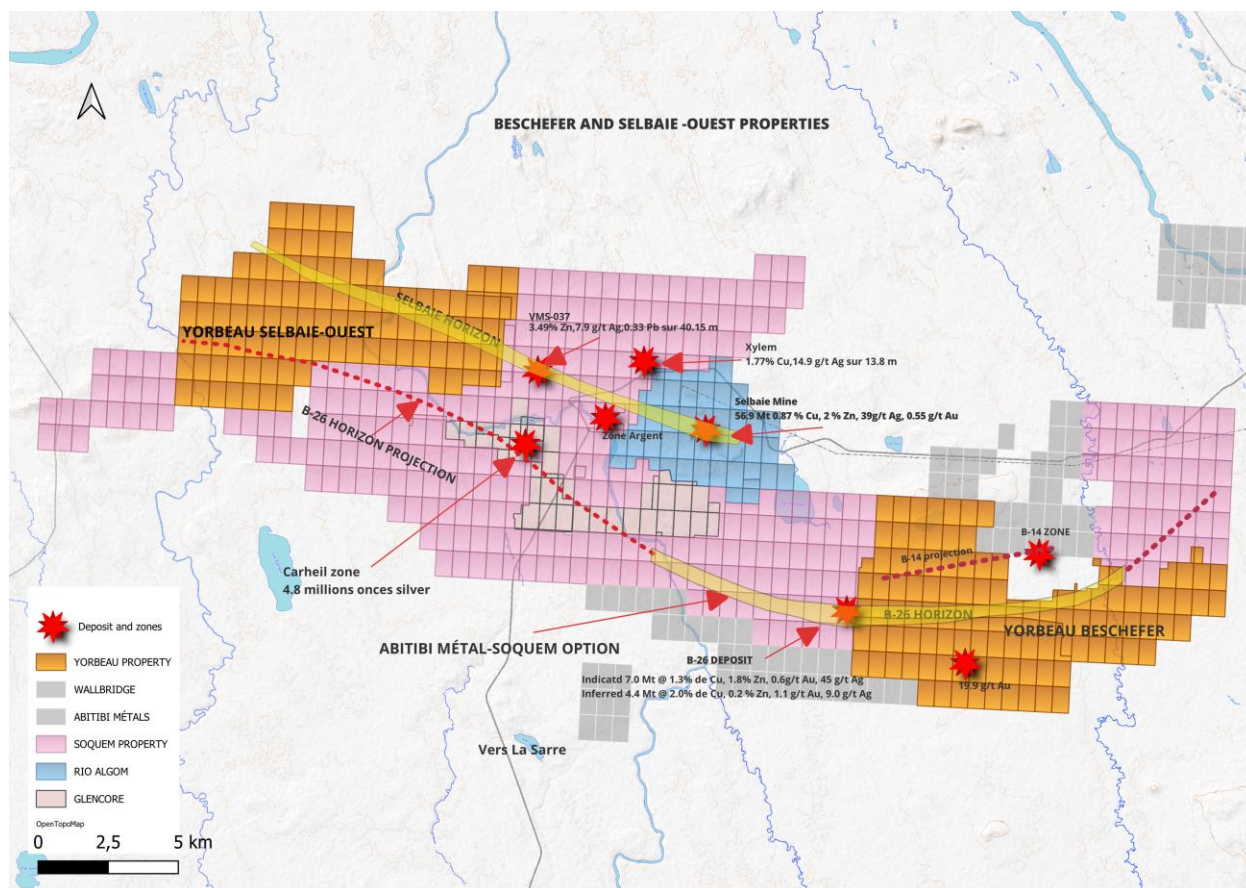 BESCHEFER AND SELBAIE -OUEST PROPERTIES
SELBAIE HORIZON
YORBEAU SELBAIE-OUEST
VMS-037
3.49% Zn,7.9 g/t Ag,0.33 Pb sur 40.15 m
Xylem
1.77% Cu,14.9 g/t Ag sur 13.8 m
Selbaie Mine
56.9 Mt 0.87 % Cu, 2 % Zn, 39g/t Ag, 0.55 g/t Au
Zone Argent
B-26 HORIZON
PROJECTION
B-14 ZONE
B-14 projection
Carheil zone
4.8 millions onces silver
B-26 HORIZON
YORBEAU BESCHEFER
ABITIBI MÉTAL-SOQUEM OPTION
B-26 DEPOSIT
Indicatd 7.0 Mt @ 1.3% de Cu, 1.8% Zn, 0.6g/t Au, 45 g/t Ag
Inferred 4.4 Mt @ 2.0% de Cu, 0.2 % Zn, 1.1 g/t Au, 9.0 g/t Ag
19.9 g/t Au
Vers La Sarre
Deposit and zones
YORBEAU PROPERTY
WALLBRIDGE
ABITIBI MÉTALS
SOQUEM PROPERTY
RIO ALGOM
GLENCORE
OpenTopoMap
0 2,5 5 km